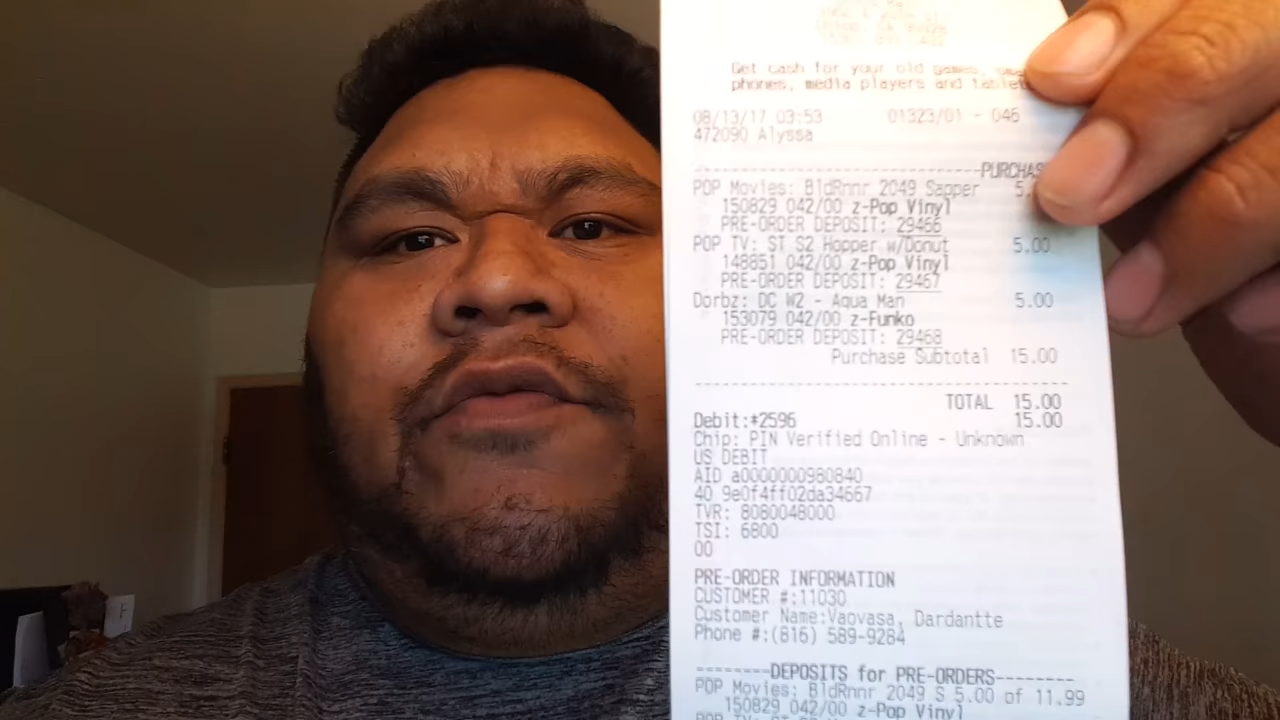 Get cash for your old games,
phones, media players and tablet
08/13/17 03:53 01323/01 - 046
472090 Alyssa
--------------------------PURCHAS
POP Movies: BldRnnr 2049 Sapper 5.
150829 042/00 z-Pop Vinyl
PRE-ORDER DEPOSIT: 29466
POP TV: ST S2 Hopper w/Donut 5.00
148851 042/00 z-Pop Vinyl
PRE-ORDER DEPOSIT: 29467
Dorbz: DC W2 - Aqua Man 5.00
153079 042/00 z-Funko
PRE-ORDER DEPOSIT: 29468
Purchase Subtotal 15.00
TOTAL 15.00
Debit:*2596 15.00
Chip: PIN Verified Online - Unknown
US DEBIT
AID a0000000980840
40 9e0f4ff02da34667
TVR: 8080048000
TSI: 6800
00
PRE-ORDER INFORMATION
CUSTOMER #:11030
Customer Name:Vaovasa, Dardantte
Phone #:(816) 589-9284
--------DEPOSITS for PRE-ORDERS--------
POP Movies: BldRnnr 2049 S 5.00 of 11.99
150829 042/00 z-Pop Vinyl